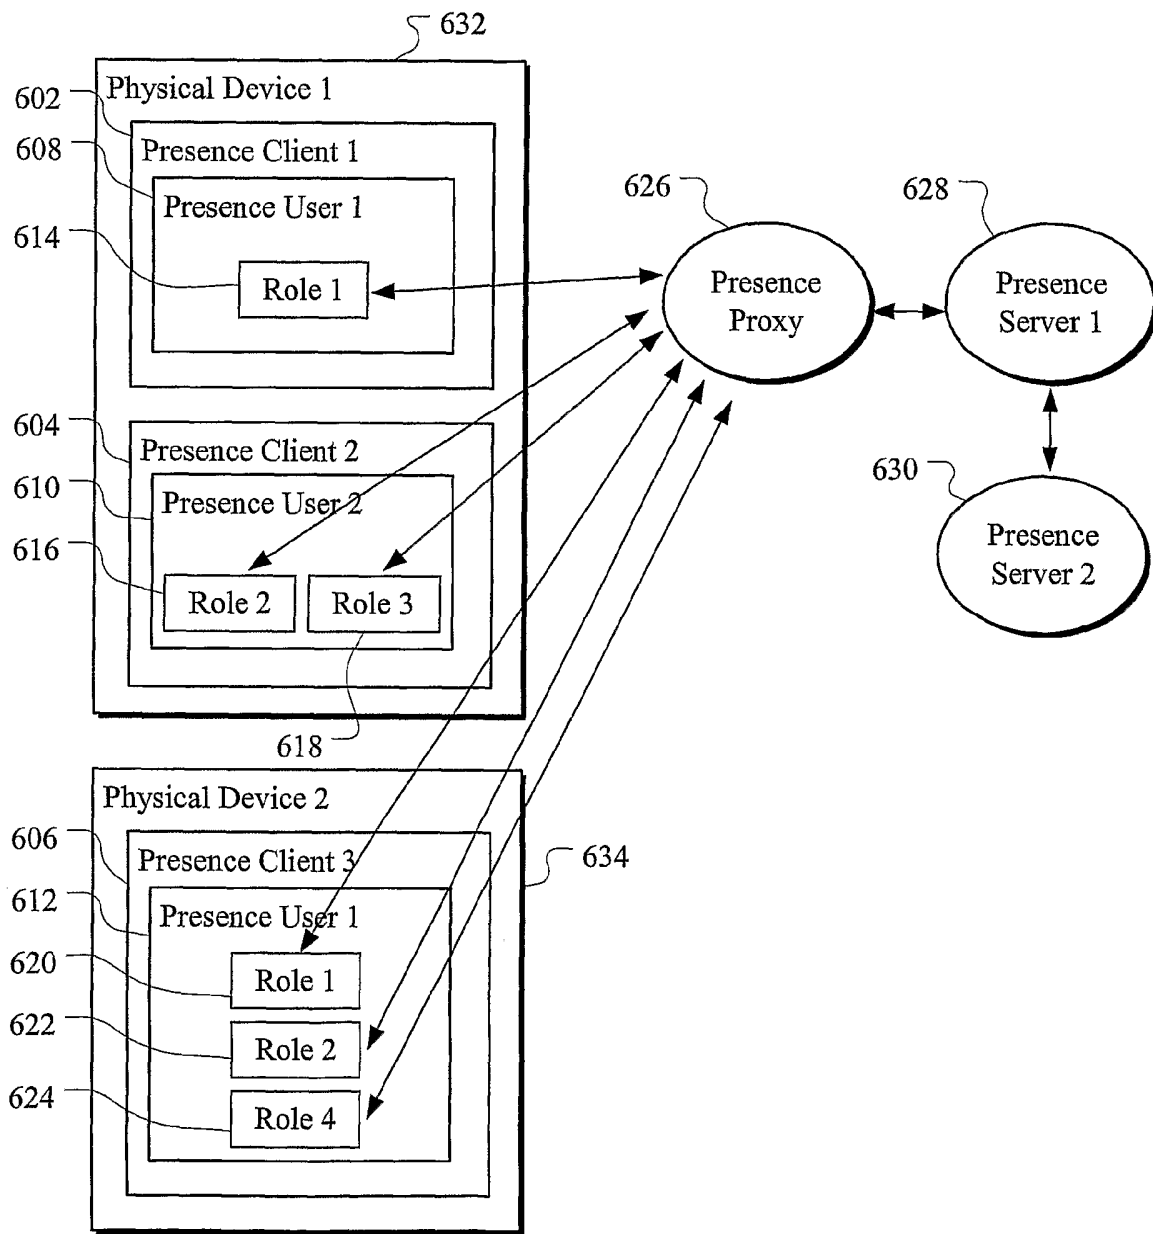 632
Physical Device 1
602
Presence Client 1
608
Presence User 1
614
Role 1
626
Presence
Proxy
628
Presence
Server 1
604
Presence Client 2
610
Presence User 2
616
Role 2
Role 3
618
630
Presence
Server 2
Physical Device 2
606
Presence Client 3
634
612
Presence User 1
620
Role 1
622
Role 2
624
Role 4